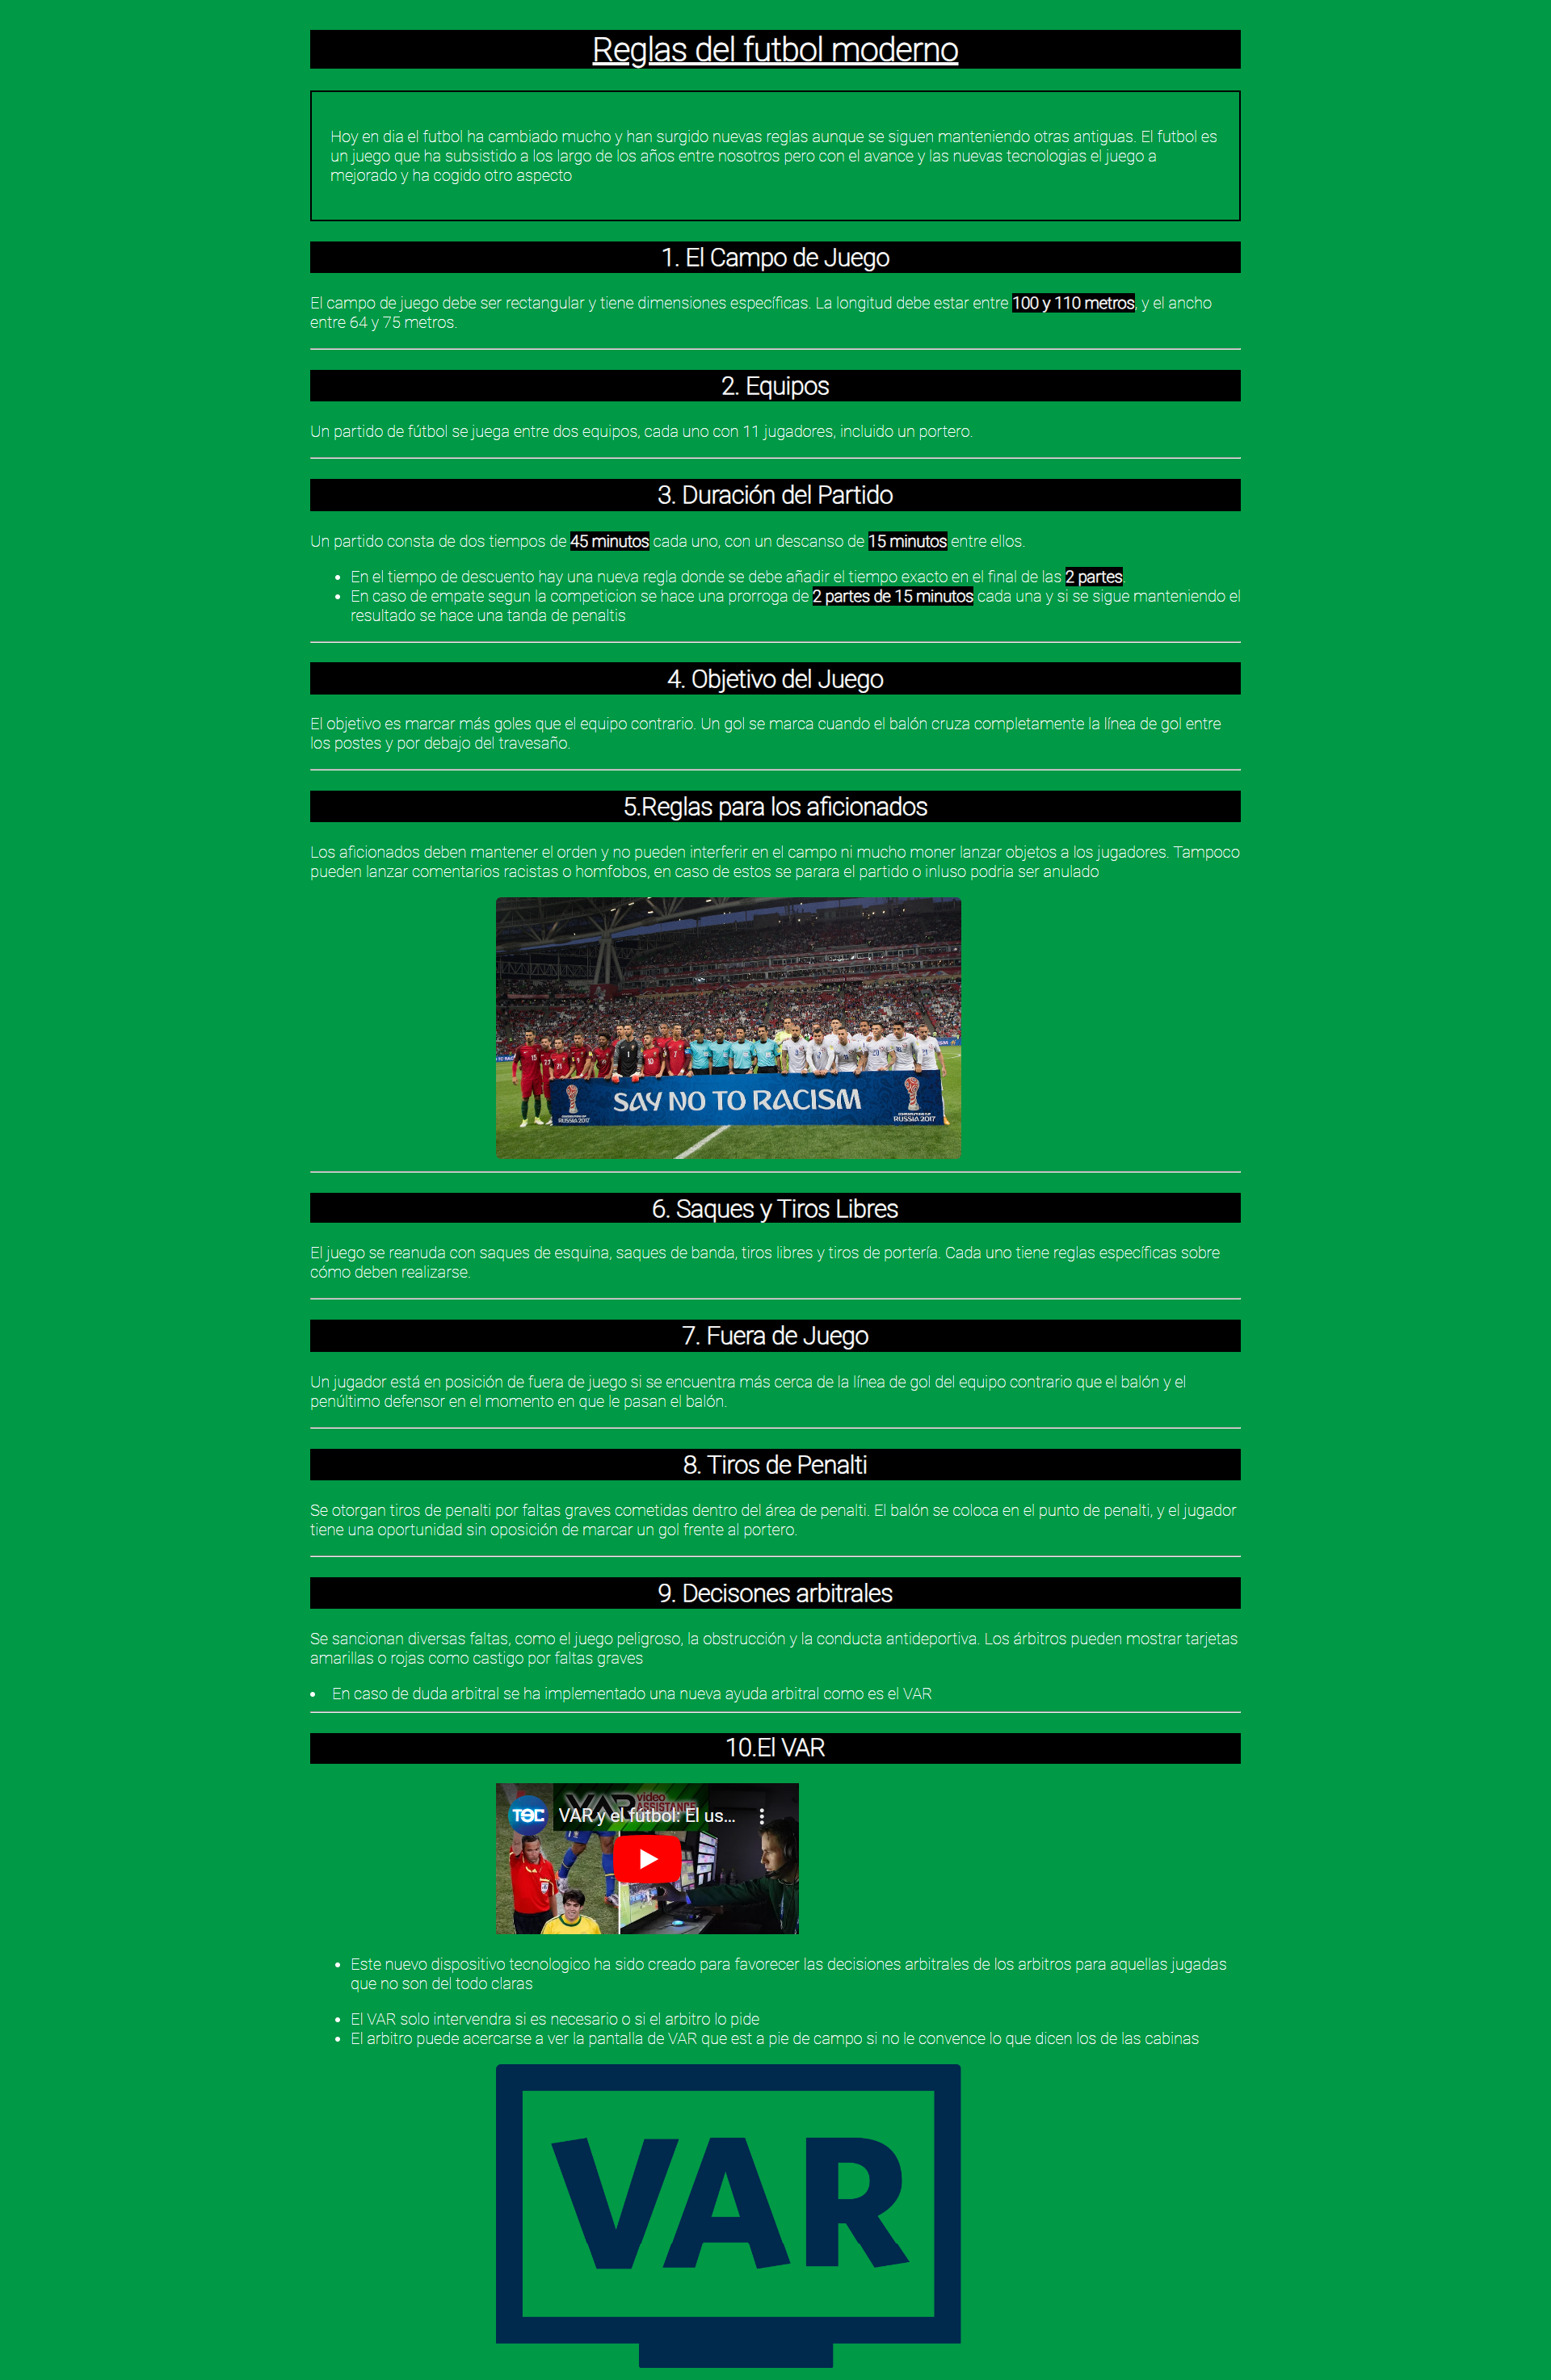 Reglas del futbol moderno
Hoy en dia el futbol ha cambiado mucho y han surgido nuevas reglas aunque se siguen manteniendo otras antiguas. El futbol es
un juego que ha subsistido a los largo de los años entre nosotros pero con el avance y las nuevas tecnologias el juego a
mejorado y ha cogido otro aspecto
1. El Campo de Juego
El campo de juego debe ser rectangular y tiene dimensiones específicas. La longitud debe estar entre 100 y 110 metros, y el ancho
entre 64 y 75 metros.
2. Equipos
Un partido de fútbol se juega entre dos equipos, cada uno con 11 jugadores, incluido un portero.
3. Duración del Partido
Un partido consta de dos tiempos de 45 minutos cada uno, con un descanso de 15 minutos entre ellos.
• En el tiempo de descuento hay una nueva regla donde se debe añadir el tiempo exacto en el final de las 2 partes.
• En caso de empate segun la competicion se hace una prorroga de 2 partes de 15 minutos cada una y si se sigue manteniendo el
resultado se hace una tanda de penaltis
4. Objetivo del Juego
El objetivo es marcar más goles que el equipo contrario. Un gol se marca cuando el balón cruza completamente la línea de gol entre
los postes y por debajo del travesaño.
5.Reglas para los aficionados
Los aficionados deben mantener el orden y no pueden interferir en el campo ni mucho moner lanzar objetos a los jugadores. Tampoco
pueden lanzar comentarios racistas o homfobos, en caso de estos se parara el partido o inluso podria ser anulado
SAY NO TO RACISM
RUSSIA 2017
RUSSIA 2017
6. Saques y Tiros Libres
El juego se reanuda con saques de esquina, saques de banda, tiros libres y tiros de portería. Cada uno tiene reglas específicas sobre
cómo deben realizarse.
7. Fuera de Juego
Un jugador está en posición de fuera de juego si se encuentra más cerca de la línea de gol del equipo contrario que el balón y el
penúltimo defensor en el momento en que le pasan el balón.
8. Tiros de Penalti
Se otorgan tiros de penalti por faltas graves cometidas dentro del área de penalti. El balón se coloca en el punto de penalti, y el jugador
tiene una oportunidad sin oposición de marcar un gol frente al portero.
9. Decisones arbitrales
Se sancionan diversas faltas, como el juego peligroso, la obstrucción y la conducta antideportiva. Los árbitros pueden mostrar tarjetas
amarillas o rojas como castigo por faltas graves
• En caso de duda arbitral se ha implementado una nueva ayuda arbitral como es el VAR
10.El VAR
VAR video
ASSISTANCE
VAR y el fútbol: El us...
• Este nuevo dispositivo tecnologico ha sido creado para favorecer las decisiones arbitrales de los arbitros para aquellas jugadas
que no son del todo claras
• El VAR solo intervendra si es necesario o si el arbitro lo pide
• El arbitro puede acercarse a ver la pantalla de VAR que est a pie de campo si no le convence lo que dicen los de las cabinas
VAR